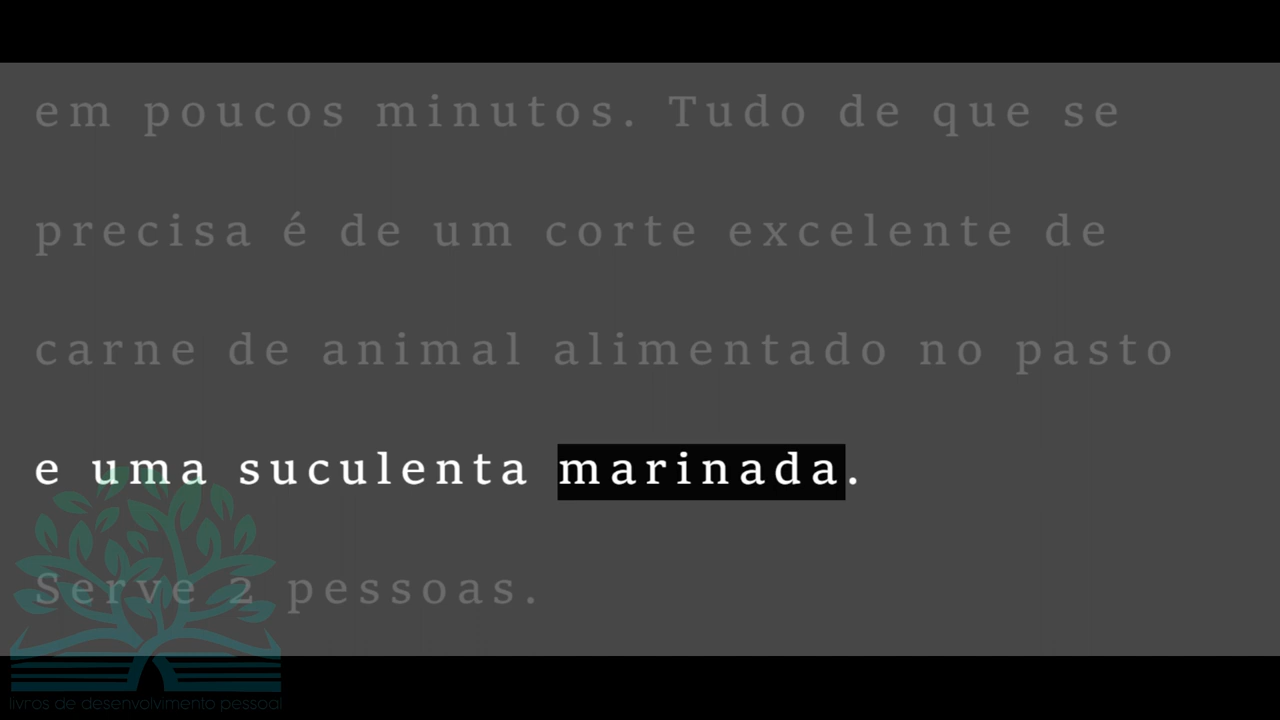 em poucos minutos. Tudo de que se
precisa é de um corte excelente de
carne de animal alimentado no pasto
e uma suculenta marinada.
Serve 2 pessoas.
livros de desenvolvimento pessoal